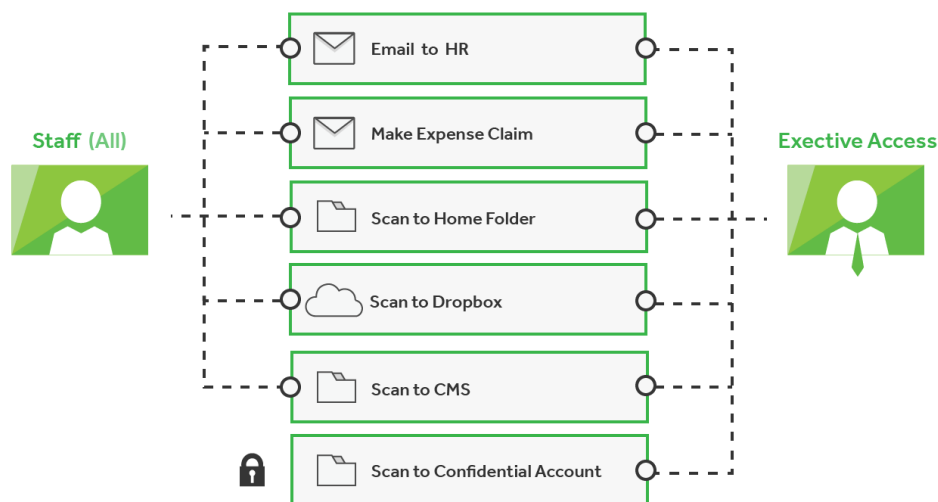 Email to HR
Make Expense Claim
Staff (All)
Exective Access
Scan to Home Folder
Scan to Dropbox
Scan to CMS
Scan to Confidential Account